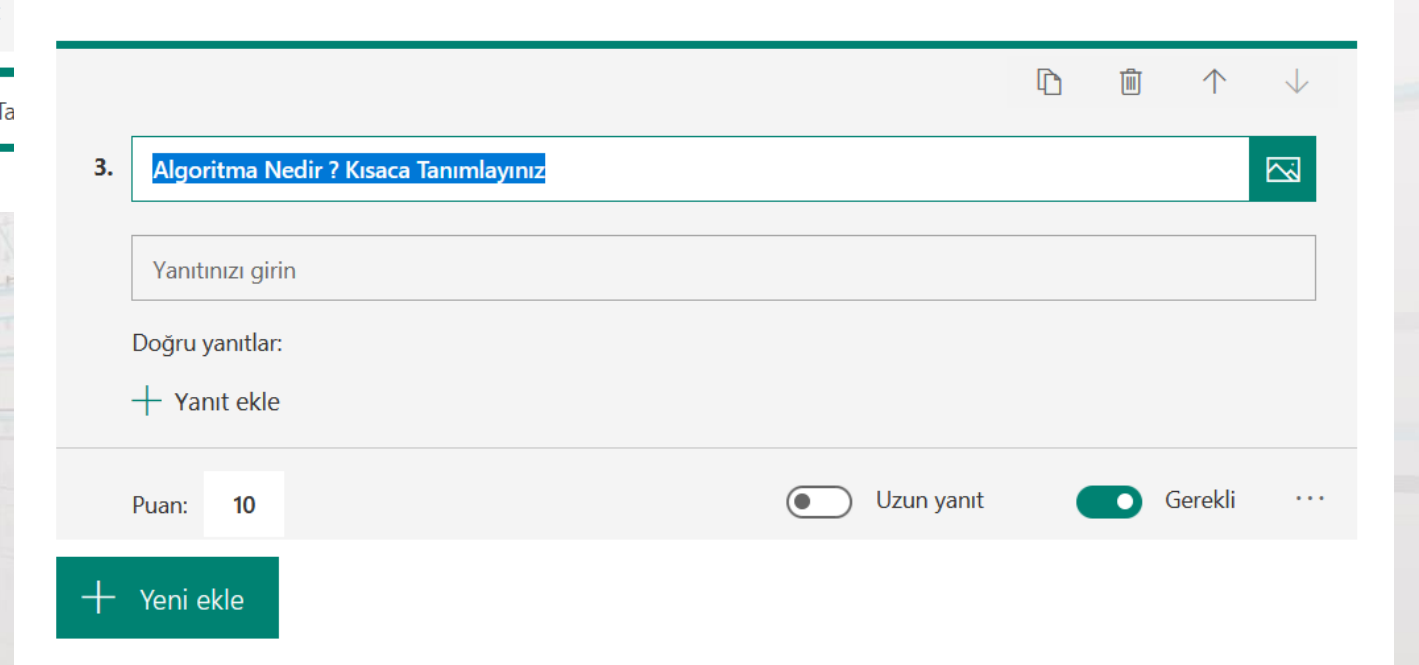 Ta
3. Algoritma Nedir ? Kısaca Tanımlayınız
Yanıtınızı girin
Doğru yanıtlar:
Yanıt ekle
Puan: 10 Uzun yanıt Gerekli ...
Yeni ekle